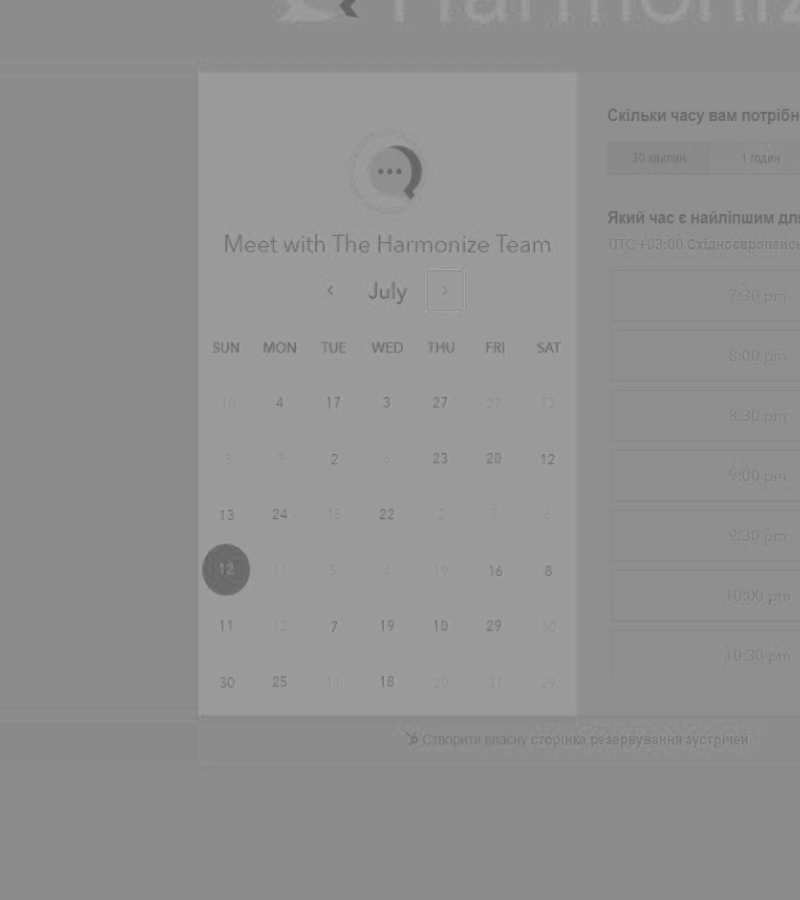 Harmoniz
Meet with The Harmonize Team
July
SUN MON TUE WED THU FRI SAT
10 4 17 3 27 27 13
3 9 2 6 23 20 12
13 24 15 22 2 7 6
12 11 5 4 19 16 8
11 12 7 19 10 29 30
30 25 11 18 20 31 29
Скільки часу вам потрібн
30 хвилин 1 годин
Який час є найліпшим для
UTC +03:00 Східноєвропейсь
7:30 pm
8:00 pm
8:30 pm
9:00 pm
9:30 pm
10:00 pm
10:30 pm
Створити власну сторінка резервування зустрічей